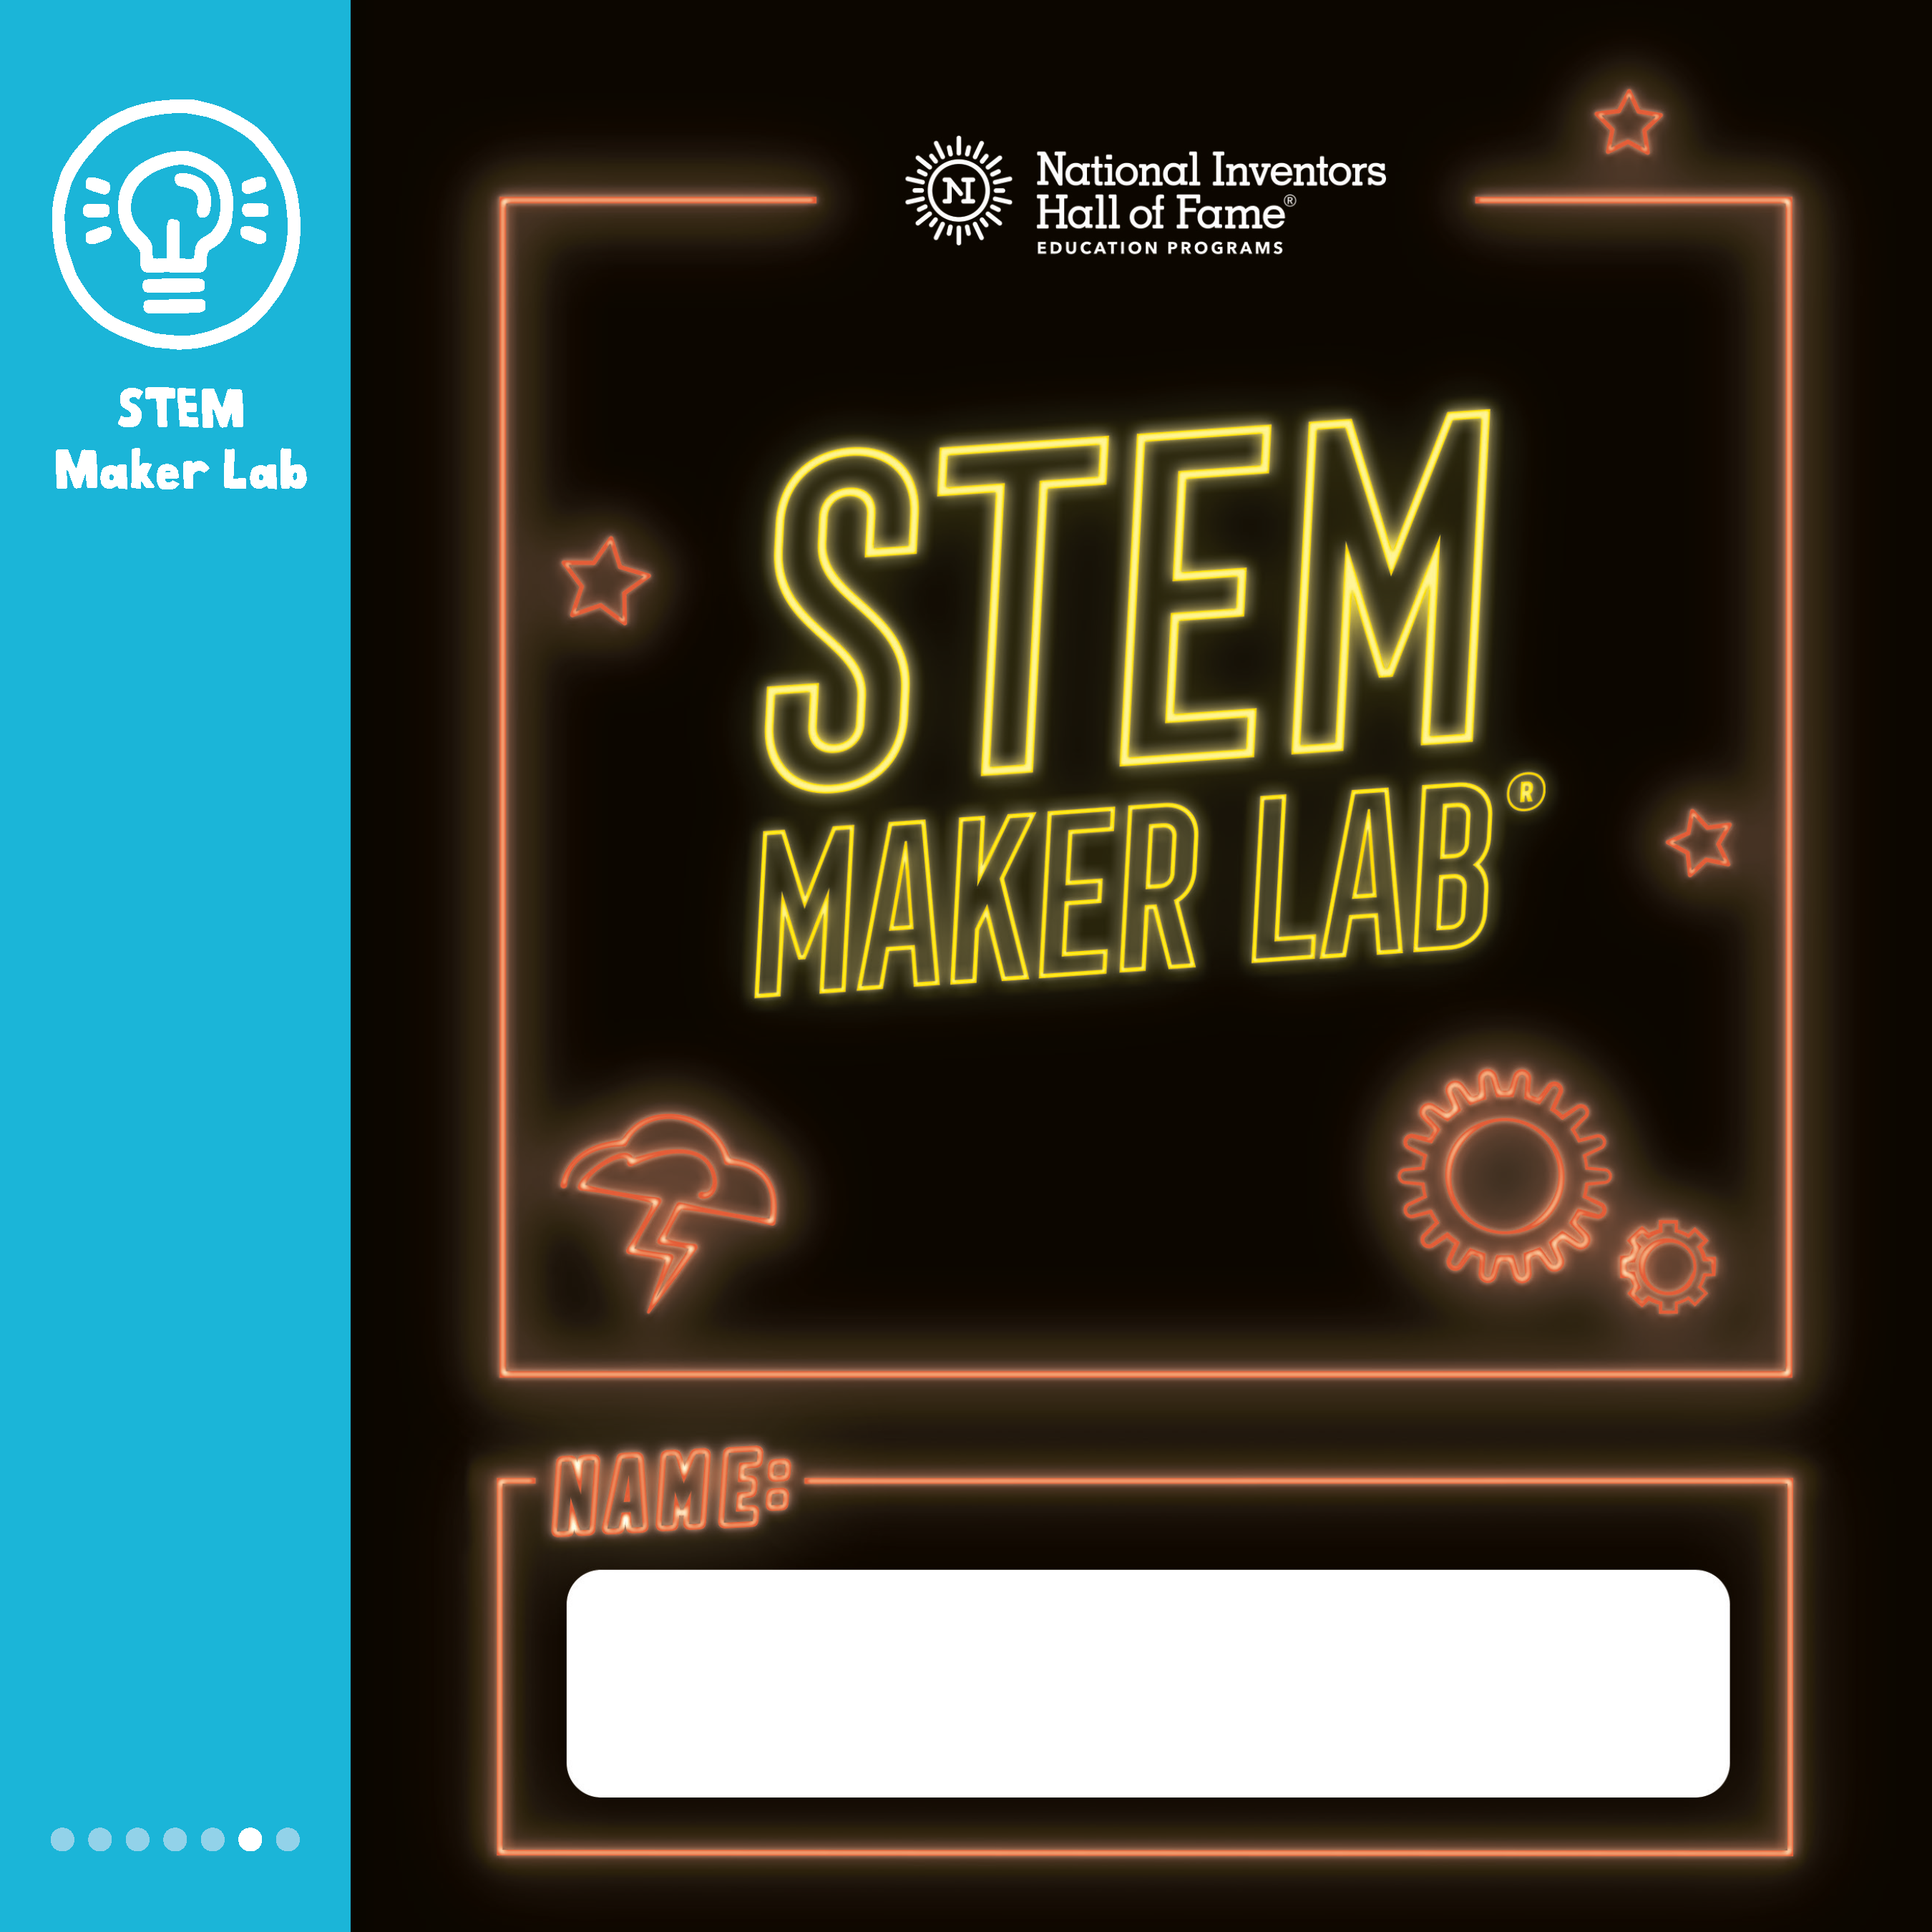 STEM
Maker Lab
N
National Inventors
Hall of Fame®
EDUCATION PROGRAMS
STEM
MAKER LAB®
NAME: